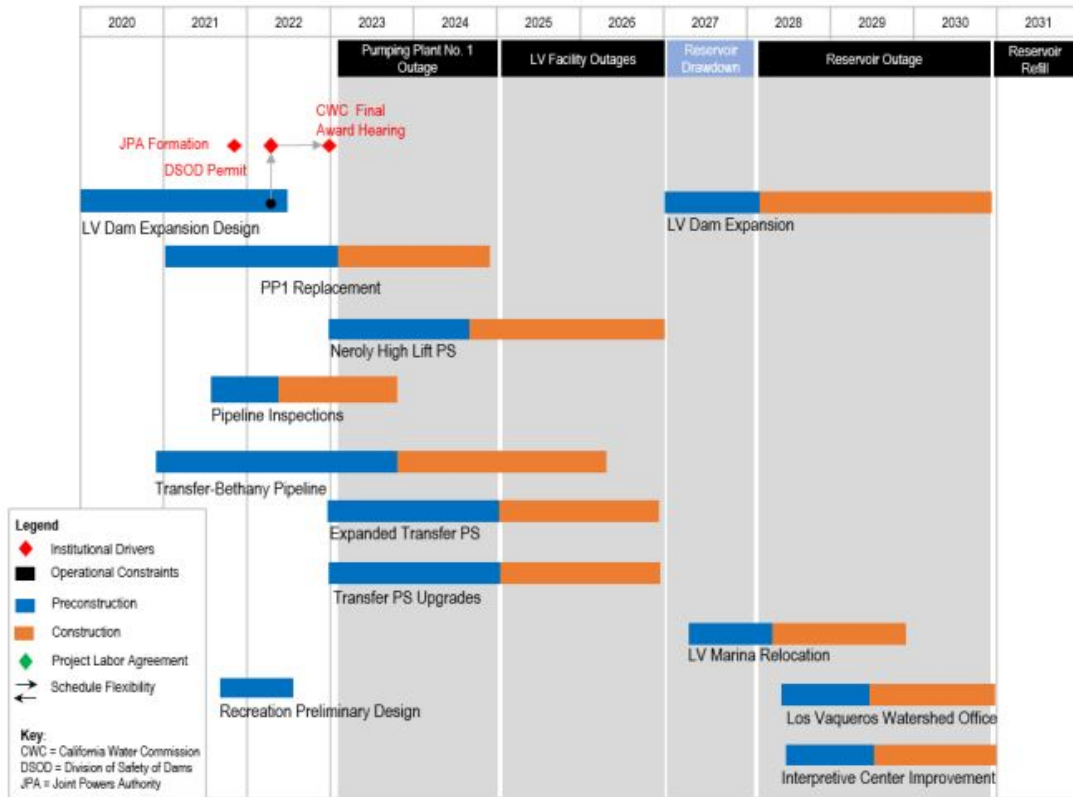 2020 2021 2022 2023 2024 2025 2026 2027 2028 2029 2030 2031
Pumping Plant No. 1
Outage
LV Facility Outages
Reservoir
Drawdown
Reservoir Outage
Reservoir
Refill
CWC Final
Award Hearing
JPA Formation
DSOD Permit
LV Dam Expansion Design
LV Dam Expansion
PP1 Replacement
Neroly High Lift PS
Pipeline Inspections
Transfer-Bethany Pipeline
Expanded Transfer PS
Transfer PS Upgrades
LV Marina Relocation
Recreation Preliminary Design
Los Vaqueros Watershed Office
Interpretive Center Improvement
Legend
Institutional Drivers
Operational Constraints
Preconstruction
Construction
Project Labor Agreement
Schedule Flexibility
Key:
CWC = California Water Commission
DSOD = Division of Safety of Dams
JPA = Joint Powers Authority